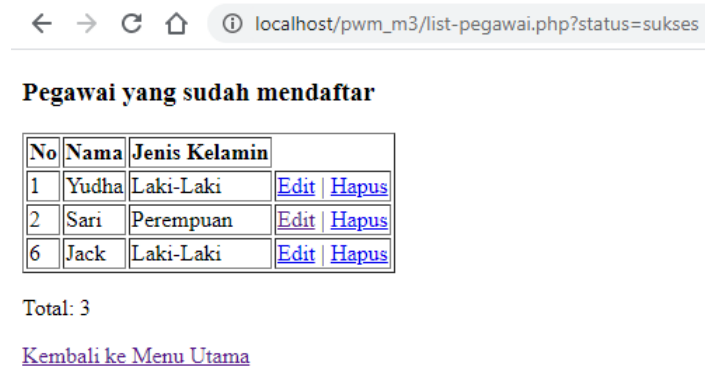 localhost/pwm_m3/list-pegawai.php?status=sukses
Pegawai yang sudah mendaftar
No Nama Jenis Kelamin
1 Yudha Laki-Laki Edit | Hapus
2 Sari Perempuan Edit | Hapus
6 Jack Laki-Laki Edit | Hapus
Total: 3
Kembali ke Menu Utama